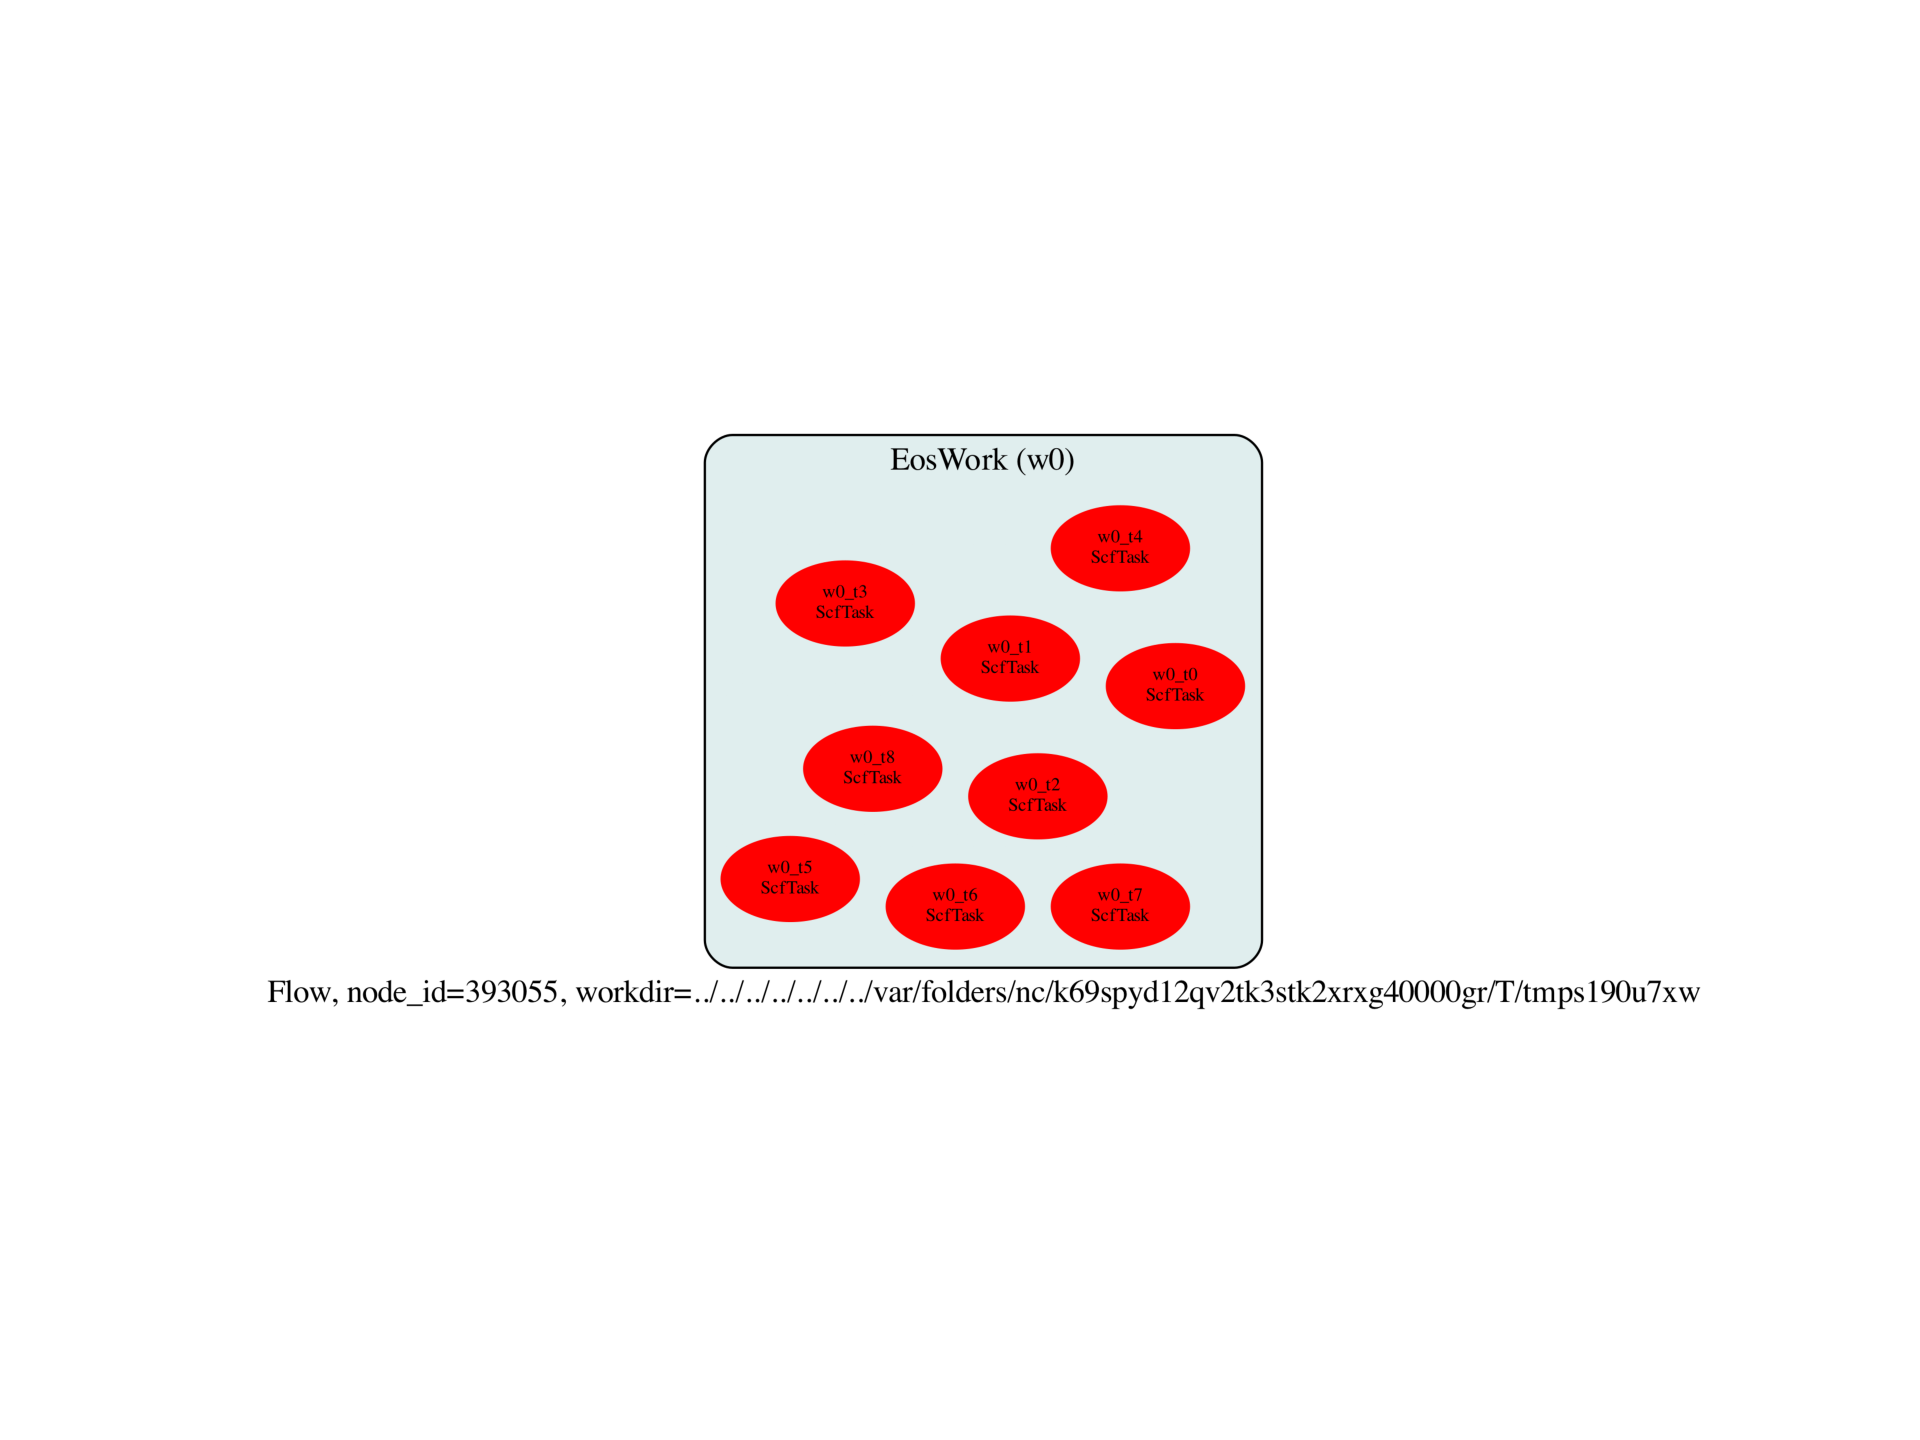 EosWork (w0)
w0_t4
ScfTask
w0_t3
ScfTask
w0_t1
ScfTask
w0_t0
ScfTask
w0_t8
ScfTask
w0_t2
ScfTask
w0_t5
ScfTask
w0_t6
ScfTask
w0_t7
ScfTask
Flow, node_id=393055, workdir=../../../../../../../var/folders/nc/k69spyd12qv2tk3stk2xrxg40000gr/T/tmps190u7xw